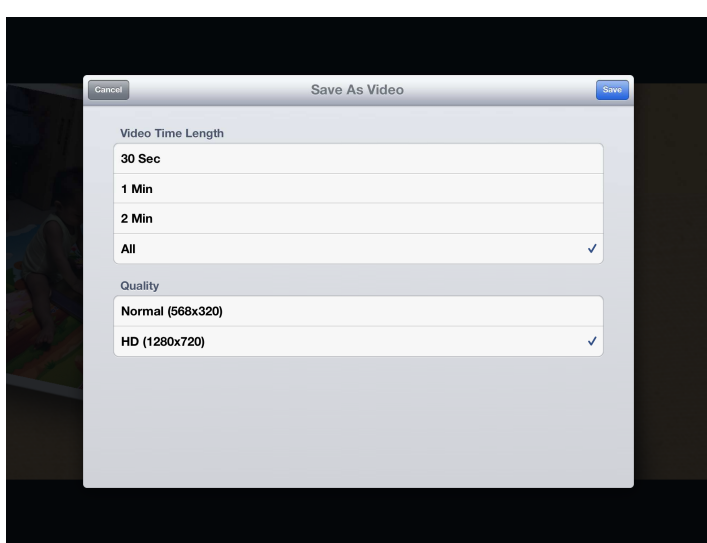 Cancel
Save As Video
Save
Video Time Length
30 Sec
1 Min
2 Min
All
Quality
Normal (568x320)
HD (1280x720)